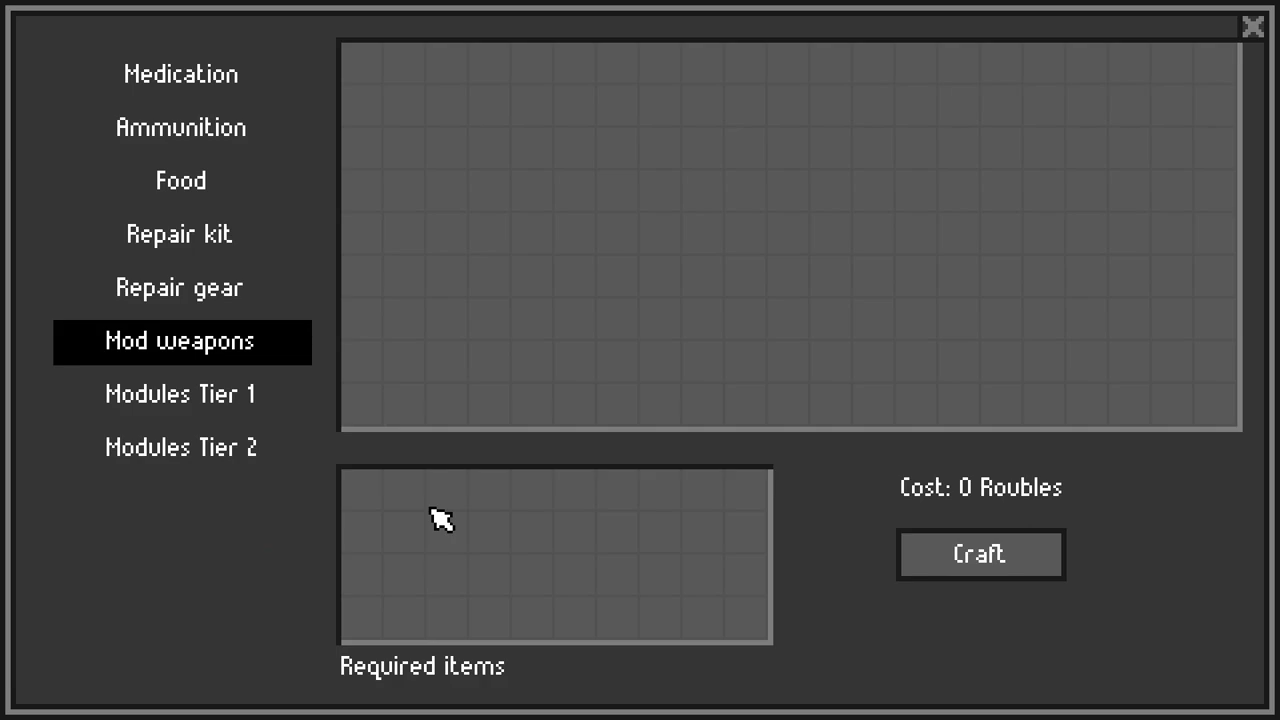 Medication
Ammunition
Food
Repair kit
Repair gear
Mod weapons
Modules Tier 1
Modules Tier 2
Cost: 0 Roubles
Craft
Required items